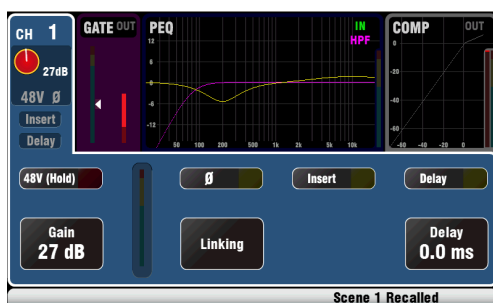 CH 1
27dB
48V Ø
Insert
Delay
GATE OUT
PEQ
IN
HPF
12
6
0
-6
-12
50 100 200 500 1k 2k 5k 10k
COMP OUT
0
-20
-40
-60
-60 -40 -20 0
48V (Hold)
Ø
Insert
Delay
Gain
27 dB
Linking
Delay
0.0 ms
Scene 1 Recalled